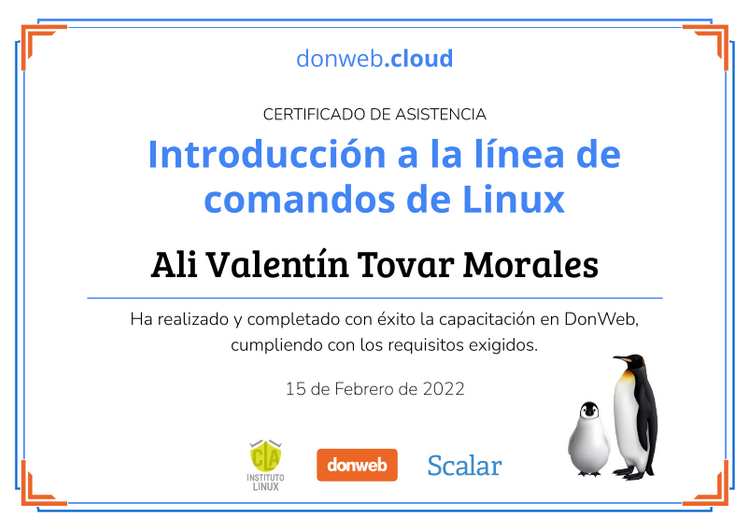 donweb.cloud
CERTIFICADO DE ASISTENCIA
Introducción a la línea de
comandos de Linux
Ali Valentín Tovar Morales
Ha realizado y completado con éxito la capacitación en DonWeb,
cumpliendo con los requisitos exigidos.
15 de Febrero de 2022
CLA
INSTITUTO
LINUX
donweb
Scalar